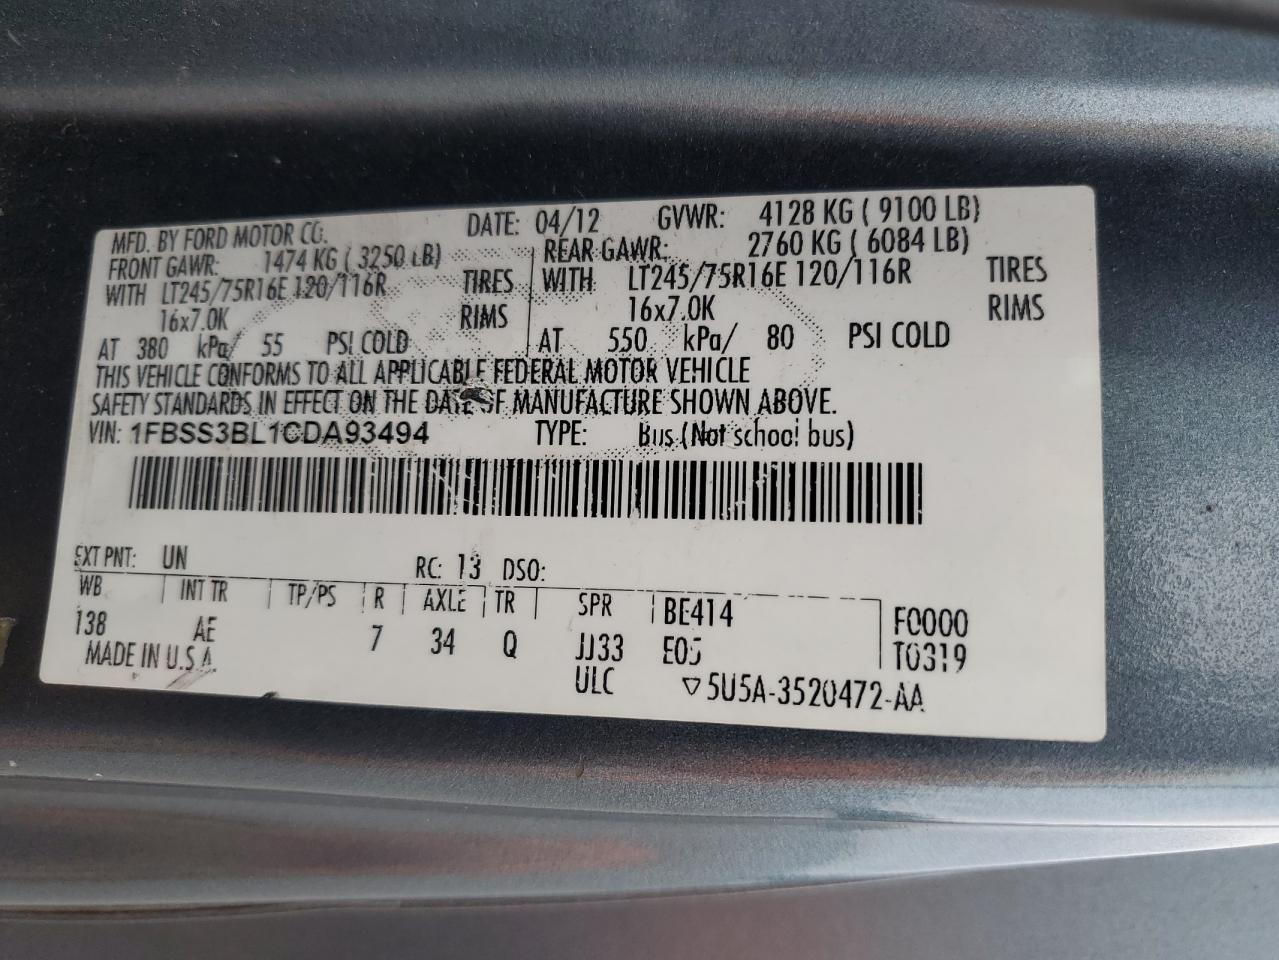 MFD. BY FORD MOTOR CO. DATE: 04/12 GVWR: 4128 KG ( 9100 LB)
FRONT GAWR: 1474 KG ( 3250 LB) REAR GAWR: 2760 KG ( 6084 LB)
WITH LT245/75R16E 120/116R TIRES WITH LT245/75R16E 120/116R TIRES
16x7.0K RIMS 16x7.0K RIMS
AT 380 kPa/ 55 PSI COLD AT 550 kPa/ 80 PSI COLD
THIS VEHICLE CONFORMS TO ALL APPLICABLE FEDERAL MOTOR VEHICLE
SAFETY STANDARDS IN EFFECT ON THE DATE OF MANUFACTURE SHOWN ABOVE.
VIN: 1FBSS3BL1CDA93494 TYPE: Bus (Not school bus)
EXT PNT: UN RC: 13 DSO:
WB INT TR TP/PS R AXLE TR SPR BE414 F0000
138 AE 7 34 Q JJ33 E05 T0319
MADE IN U.S.A. ULC ▽5U5A-3520472-AA